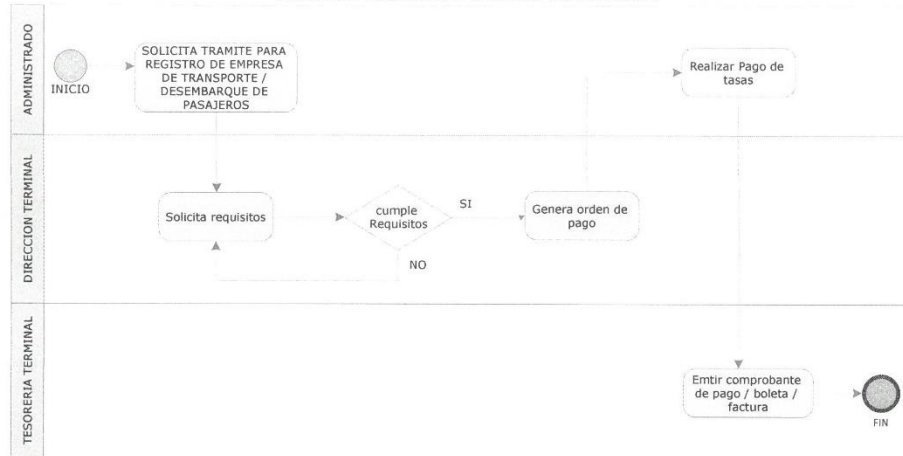 ADMINISTRADO
INICIO
SOLICITA TRAMITE PARA
REGISTRO DE EMPRESA
DE TRANSPORTE /
DESEMBARQUE DE
PASAJEROS
Realizar Pago de
tasas
DIRECCION TERMINAL
Solicita requisitos
cumple
Requisitos
SI
NO
Genera orden de
pago
TESORERIA TERMINAL
Emtir comprobante
de pago / boleta /
factura
FIN